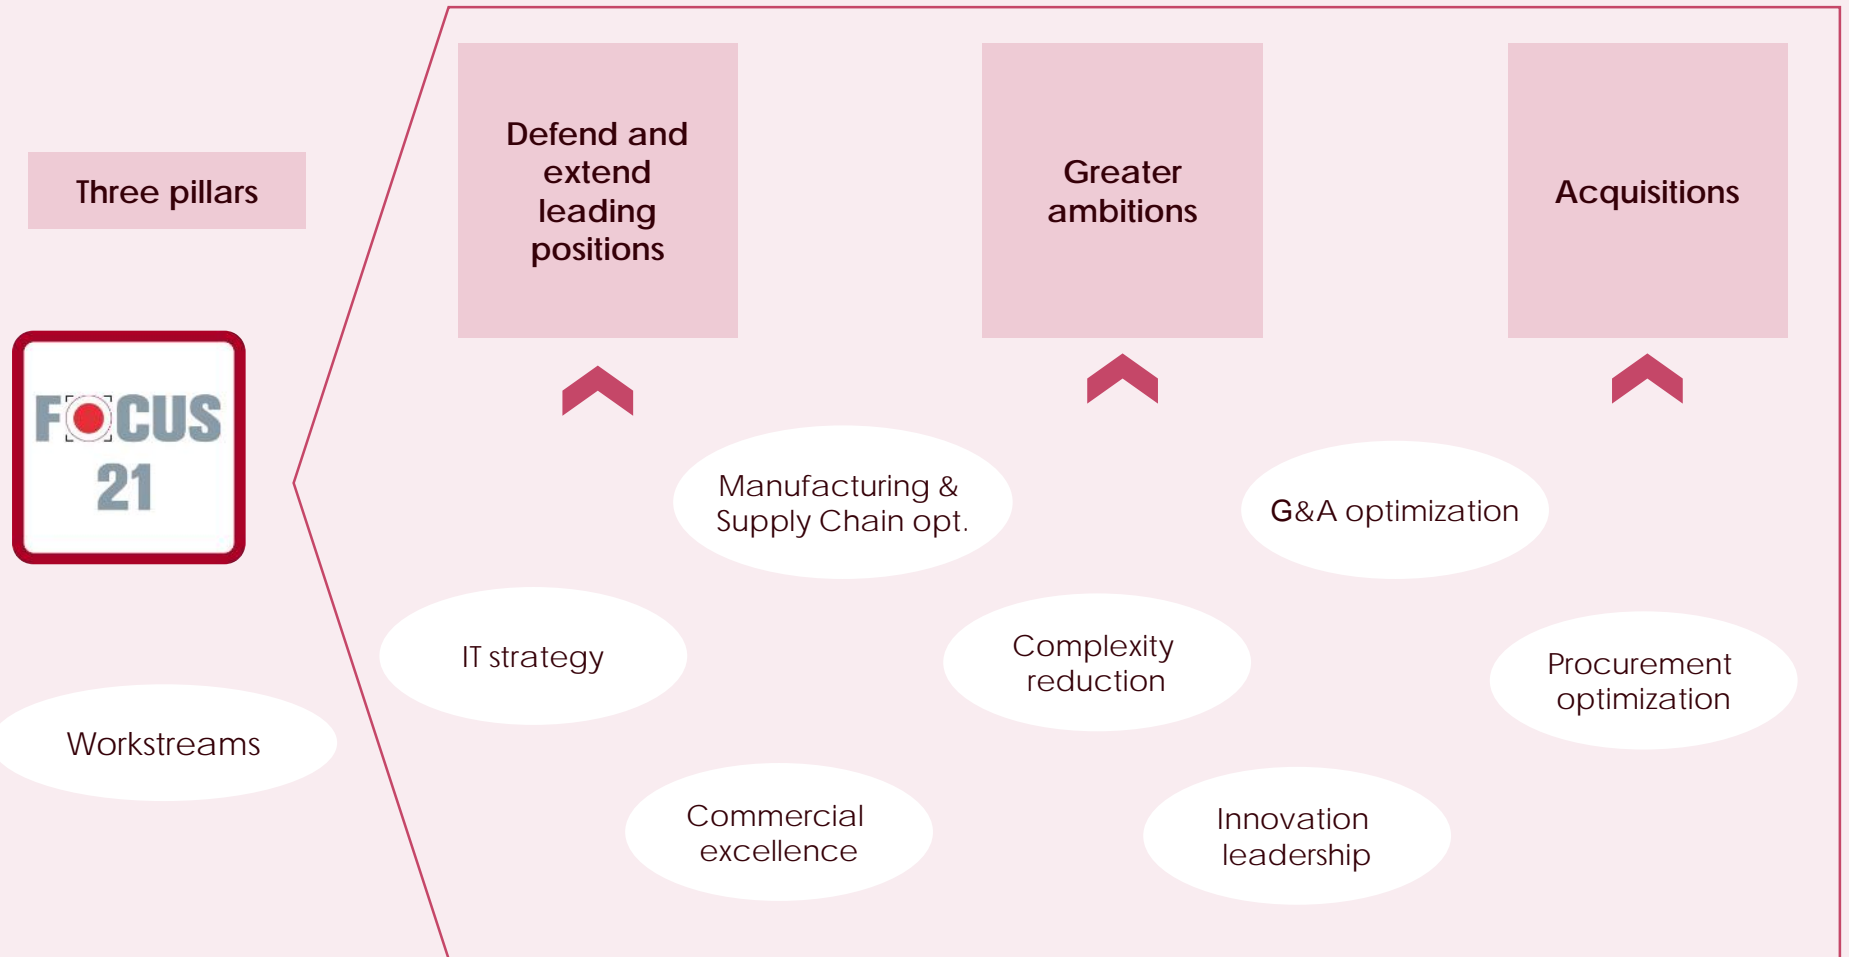 Three pillars
FOCUS
21
Workstreams
Defend and
extend
leading
positions
Greater
ambitions
Acquisitions
Manufacturing &
Supply Chain opt.
G&A optimization
IT strategy
Complexity
reduction
Procurement
optimization
Commercial
excellence
Innovation
leadership